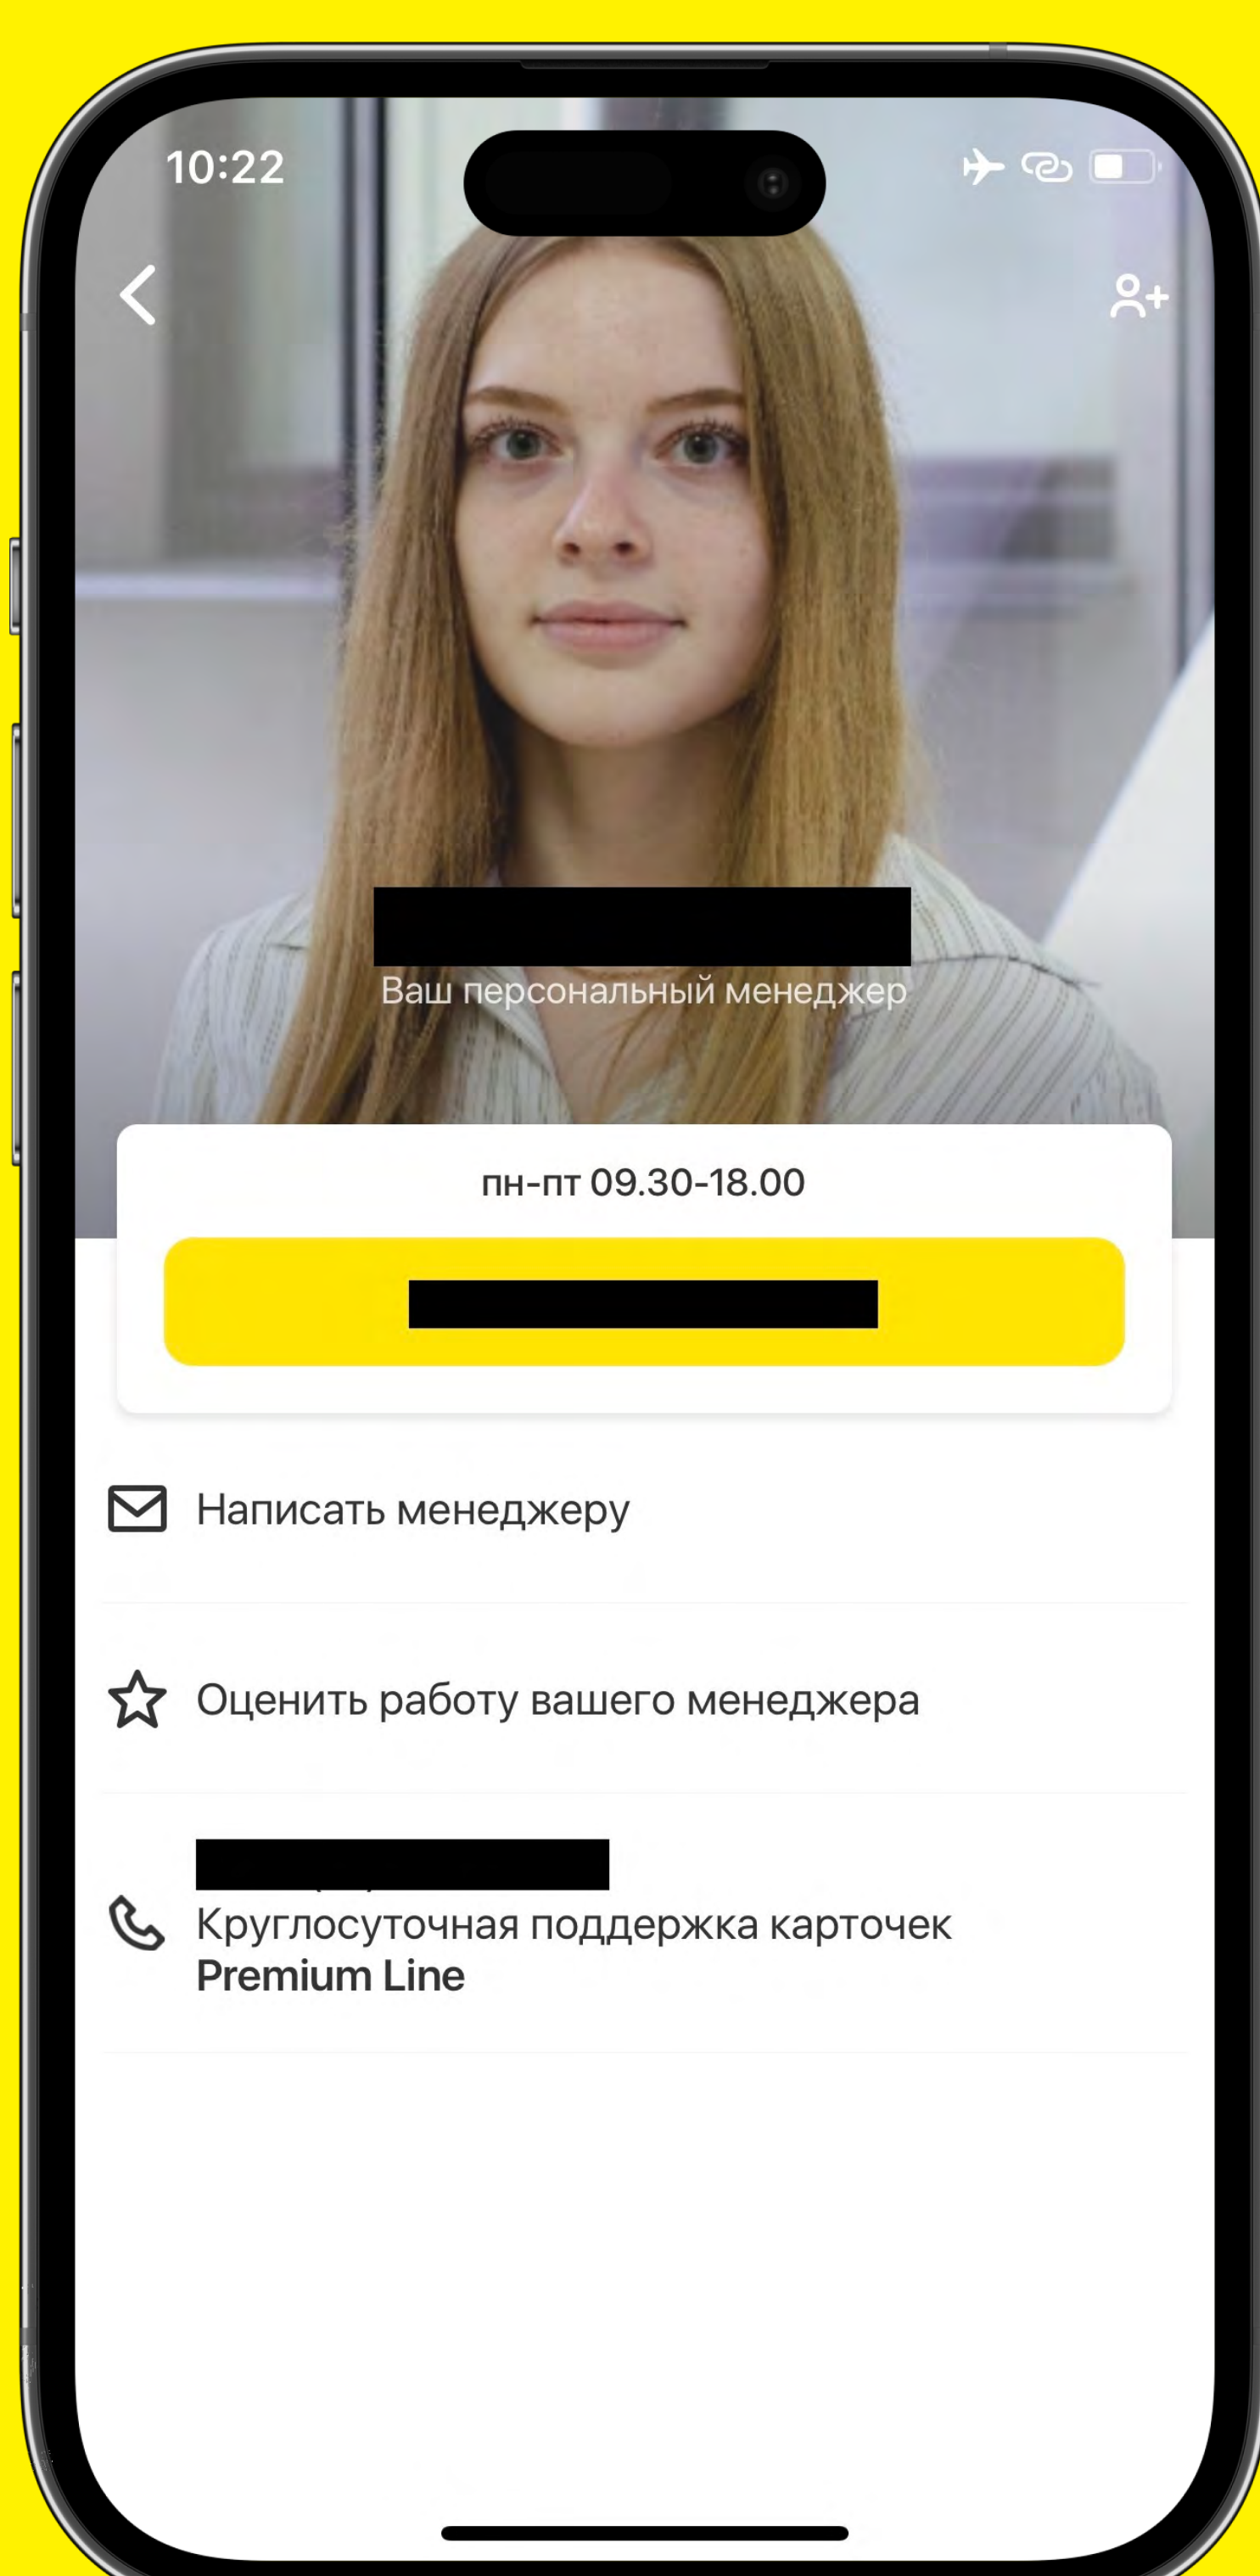 10:22
Ваш персональный менеджер
пн-пт 09.30-18.00
Написать менеджеру
Оценить работу вашего менеджера
Круглосуточная поддержка карточек
Premium Line